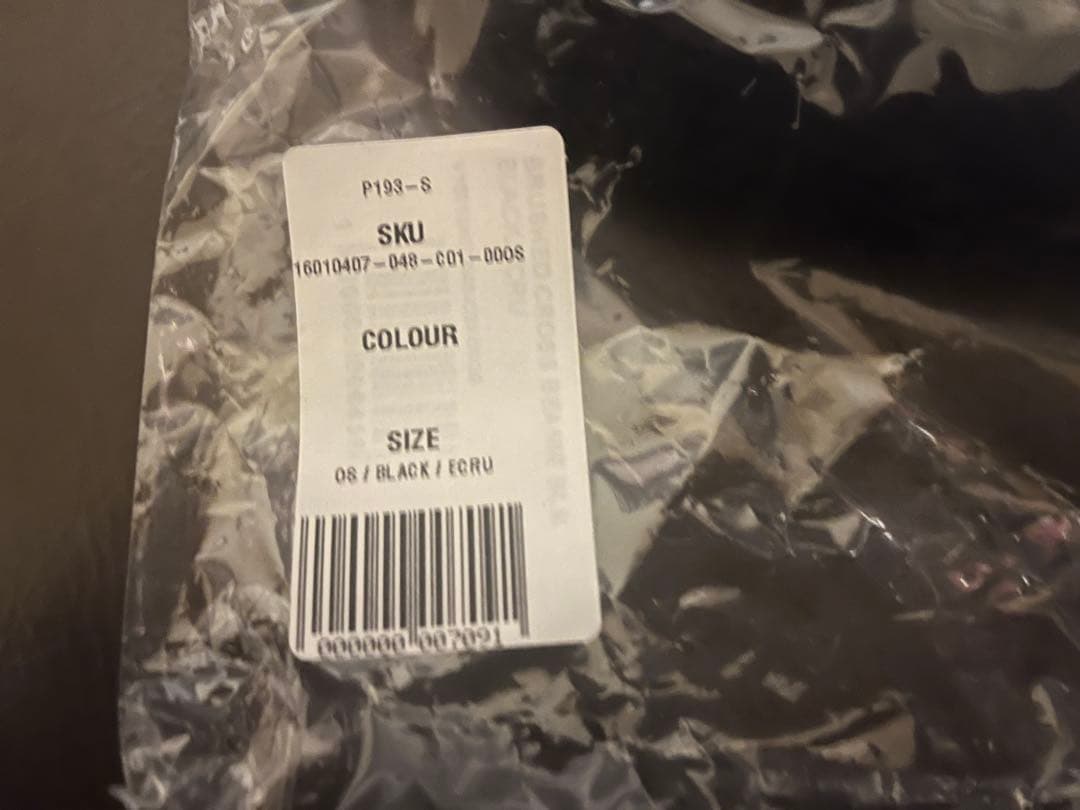 P193-S
SKU
16010407-048-C01-000S
COLOUR
SIZE
OS / BLACK / ECRU
000000 007091